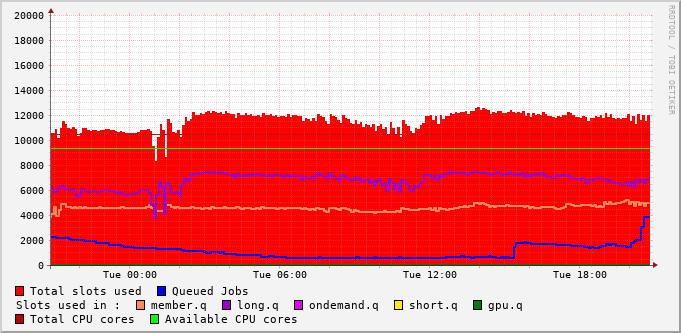 RRDTOOL / TOBI OETIKER
20000
18000
16000
14000
12000
10000
8000
6000
4000
2000
0
Tue 00:00 Tue 06:00 Tue 12:00 Tue 18:00
Total slots used Queued Jobs
Slots used in : member.q long.q ondemand.q short.q gpu.q
Total CPU cores Available CPU cores